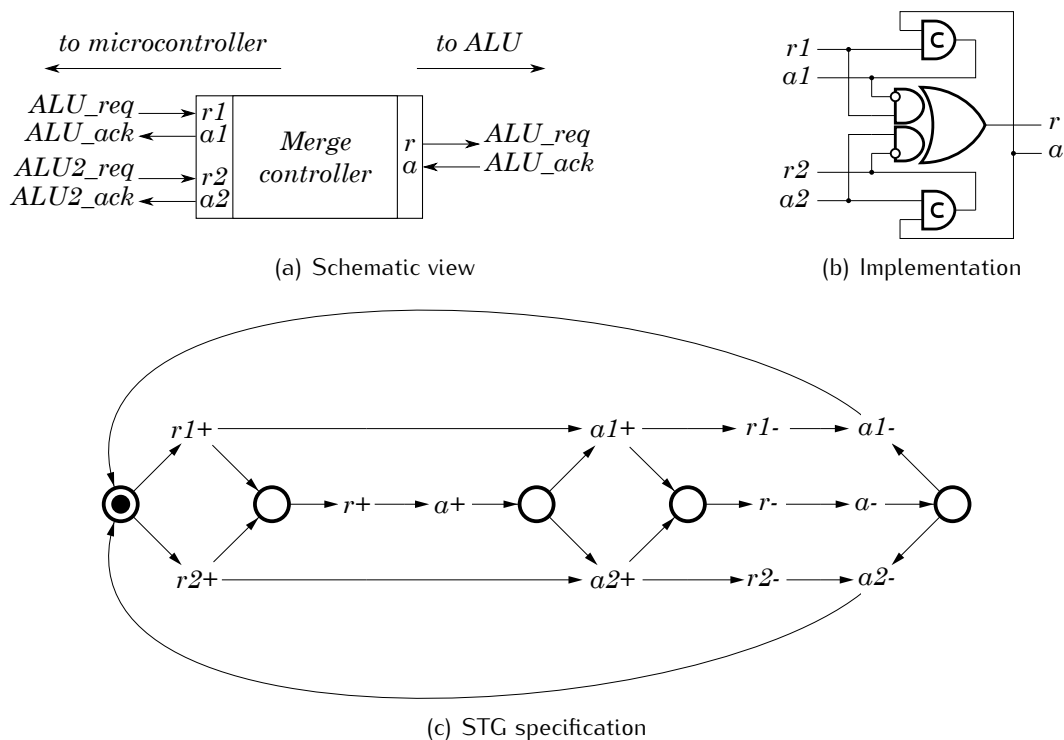 to microcontroller
to ALU
ALU_req
r1
ALU_ack
a1
ALU2_req
r2
ALU2_ack
a2
Merge
controller
r
ALU_req
a
ALU_ack
(a) Schematic view
r1
a1
r2
a2
C
C
r
a
(b) Implementation
r1+
a1+
r1-
a1-
r+
a+
r-
a-
r2+
a2+
r2-
a2-
(c) STG specification